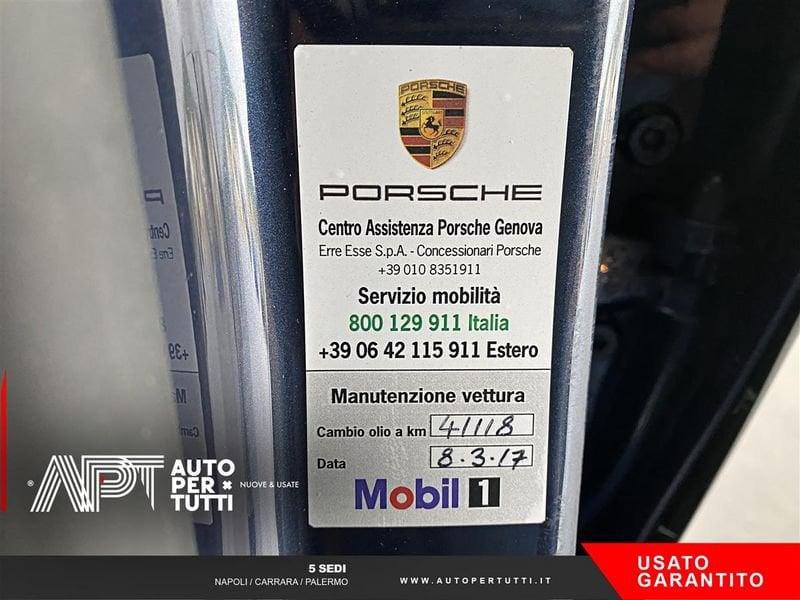 PORSCHE
PORSCHE
Centro Assistenza Porsche Genova
Erre Esse S.p.A. - Concessionari Porsche
+39 010 8351911
Servizio mobilità
800 129 911 Italia
+39 06 42 115 911 Estero
Manutenzione vettura
Cambio olio a km 41118
Data 8.3.17
Mobil 1
® APT AUTO PER TUTTI NUOVE & USATE
5 SEDI
NAPOLI / CARRARA / PALERMO
WWW.AUTOPERTUTTI.IT
USATO
GARANTITO